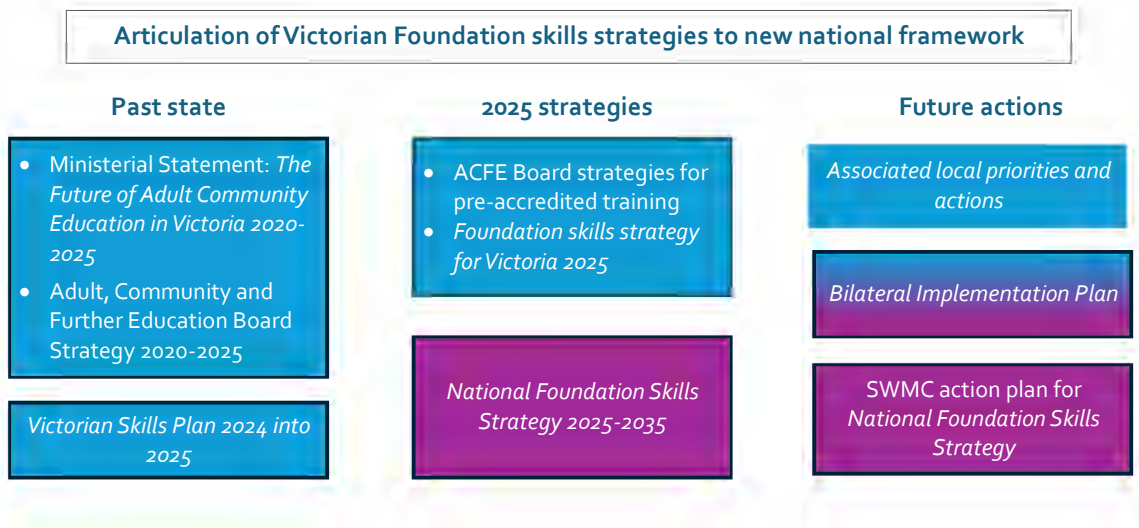 Articulation of Victorian Foundation skills strategies to new national framework
Past state
• Ministerial Statement: The
Future of Adult Community
Education in Victoria 2020-
2025
• Adult, Community and
Further Education Board
Strategy 2020-2025
Victorian Skills Plan 2024 into
2025
2025 strategies
• ACFE Board strategies for
pre-accredited training
• Foundation skills strategy
for Victoria 2025
National Foundation Skills
Strategy 2025-2035
Future actions
Associated local priorities and
actions
Bilateral Implementation Plan
SWMC action plan for
National Foundation Skills
Strategy